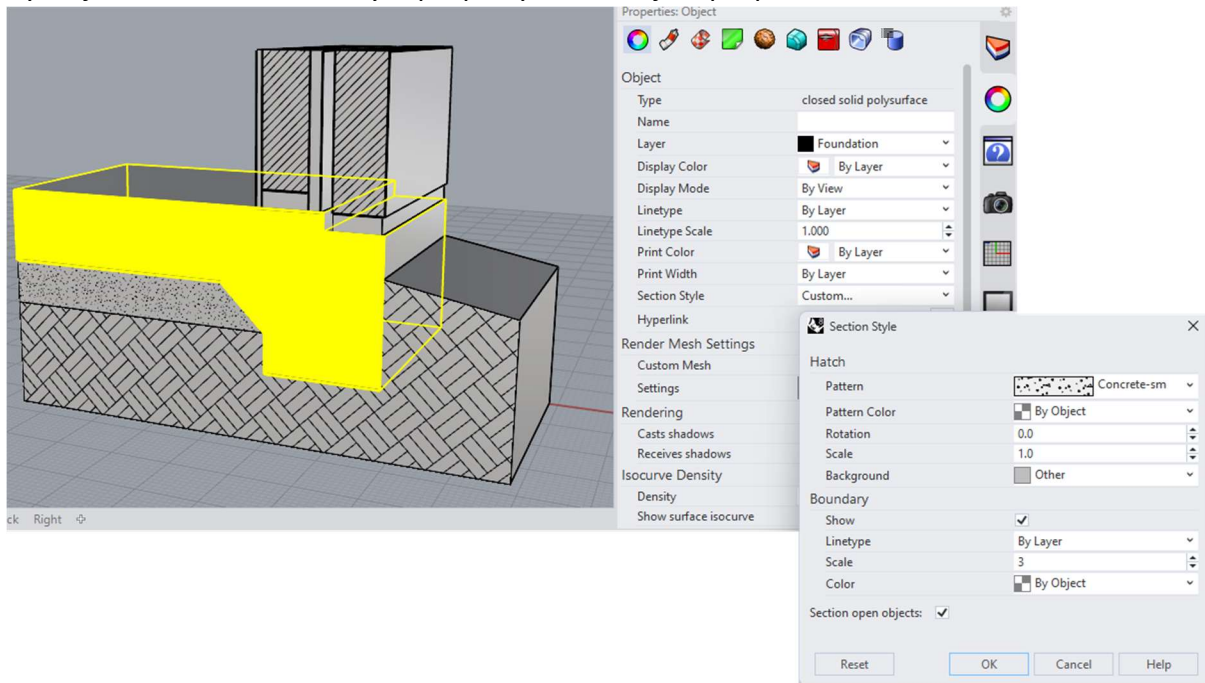 Properties: Object
Object
Type closed solid polysurface
Name
Layer Foundation
Display Color By Layer
Display Mode By View
Linetype By Layer
Linetype Scale 1.000
Print Color By Layer
Print Width By Layer
Section Style Custom...
Hyperlink
Render Mesh Settings
Custom Mesh
Settings
Rendering
Casts shadows
Receives shadows
Isocurve Density
Density
Show surface isocurve
ck Right
Section Style
Hatch
Pattern Concrete-sm
Pattern Color By Object
Rotation 0.0
Scale 1.0
Background Other
Boundary
Show
Linetype By Layer
Scale 3
Color By Object
Section open objects:
Reset OK Cancel Help